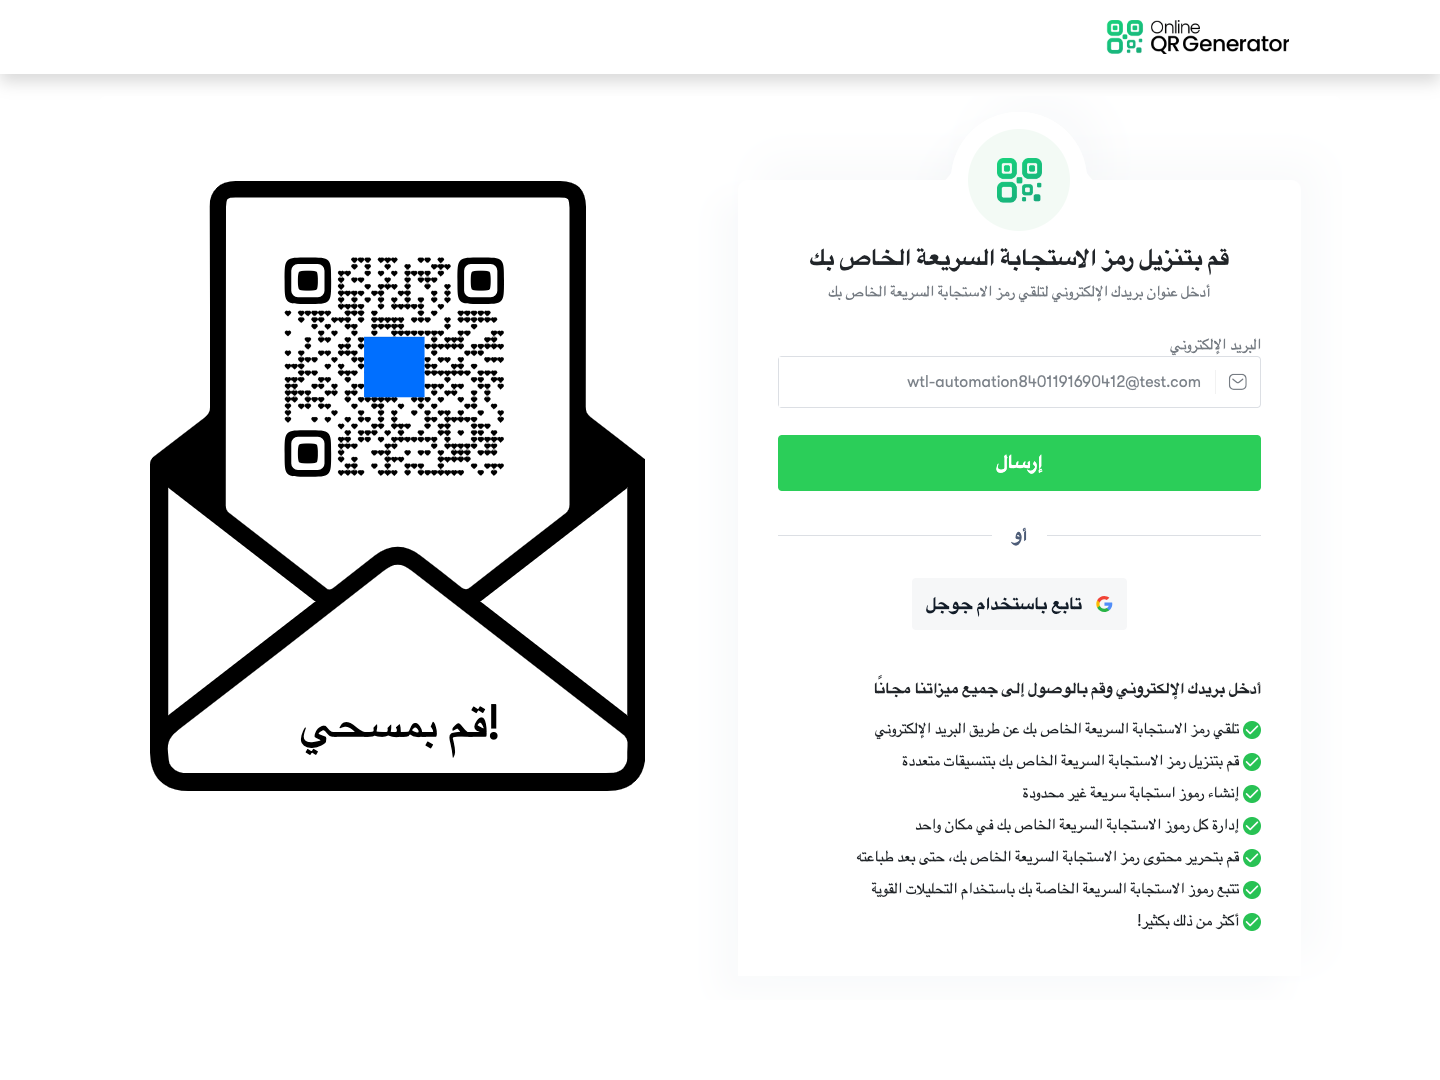 Online
QR Generator
قم بتنزيل رمز الاستجابة السريعة الخاص بك
أدخل عنوان بريدك الإلكتروني لتلقي رمز الاستجابة السريعة الخاص بك
البريد الإلكتروني
wtl-automation8401191690412@test.com
إرسال
أو
تابع باستخدام جوجل
أدخل بريدك الإلكتروني وقم بالوصول إلى جميع ميزاتنا مجانًا
تلقي رمز الاستجابة السريعة الخاص بك عن طريق البريد الإلكتروني
قم بتنزيل رمز الاستجابة السريعة الخاص بك بتنسيقات متعددة
إنشاء رموز استجابة سريعة غير محدودة
إدارة كل رموز الاستجابة السريعة الخاص بك في مكان واحد
قم بتحرير محتوى رمز الاستجابة السريعة الخاص بك، حتى بعد طباعته
تتبع رموز الاستجابة السريعة الخاصة بك باستخدام التحليلات القوية
أكثر من ذلك بكثير!
قم بمسحي!